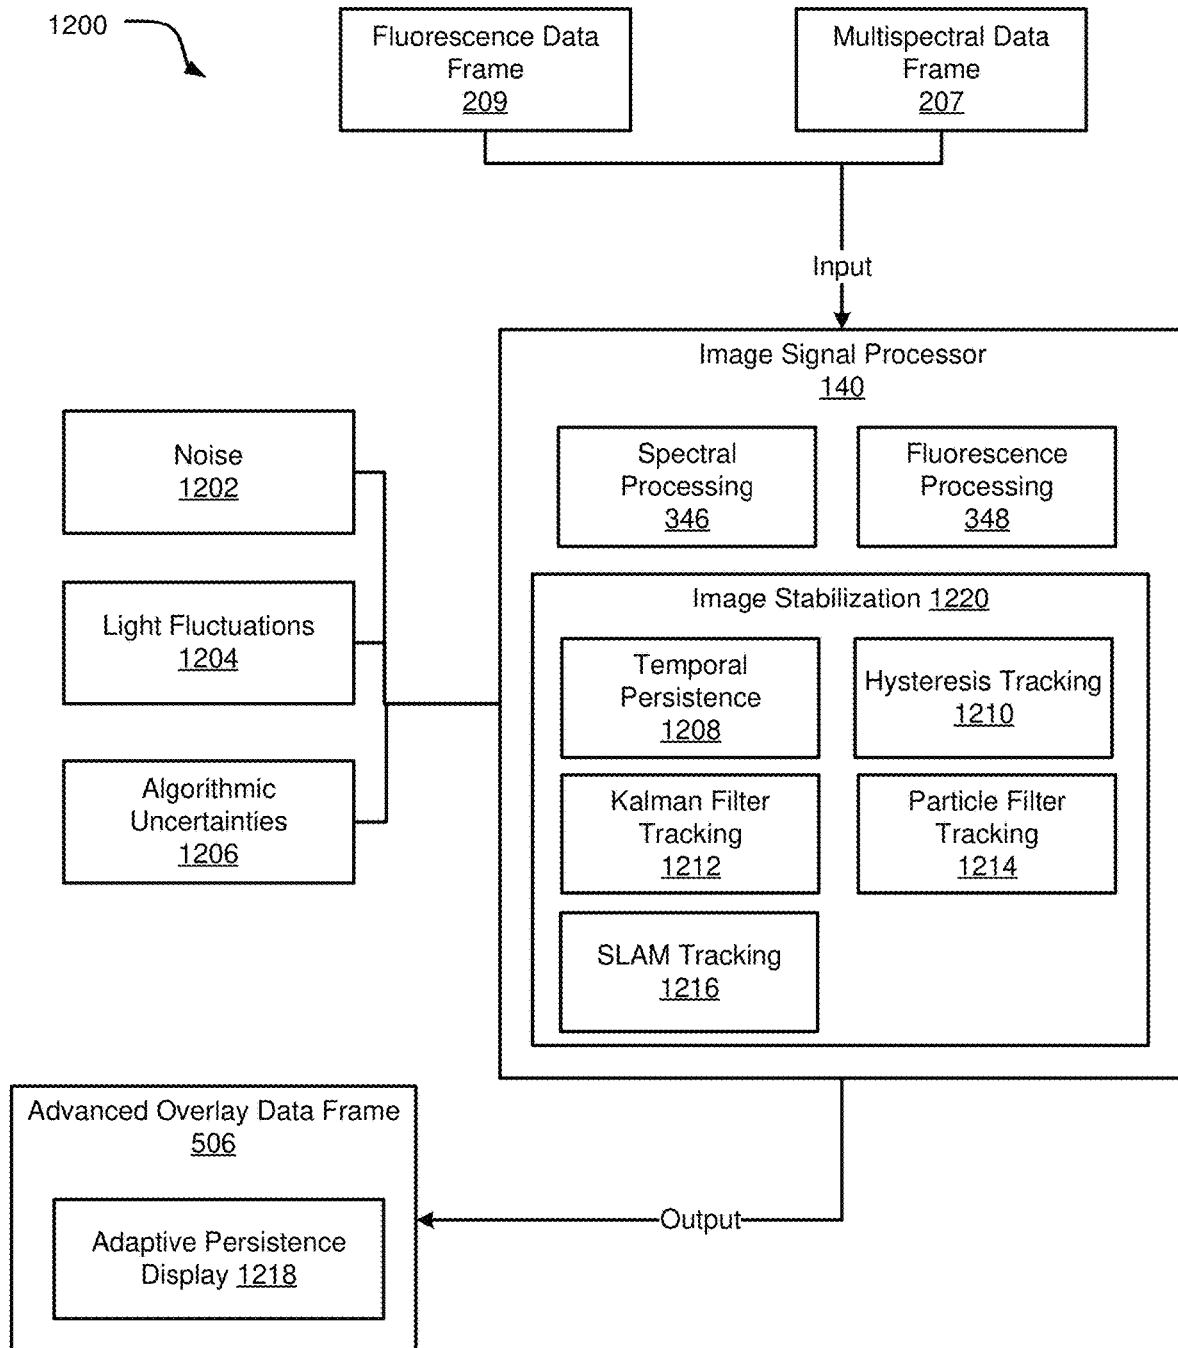 1200
Fluorescence Data
Frame
209
Multispectral Data
Frame
207
Input
Image Signal Processor
140
Spectral
Processing
346
Fluorescence
Processing
348
Noise
1202
Light Fluctuations
1204
Algorithmic
Uncertainties
1206
Image Stabilization 1220
Temporal
Persistence
1208
Hysteresis Tracking
1210
Kalman Filter
Tracking
1212
Particle Filter
Tracking
1214
SLAM Tracking
1216
Advanced Overlay Data Frame
506
Adaptive Persistence
Display 1218
Output